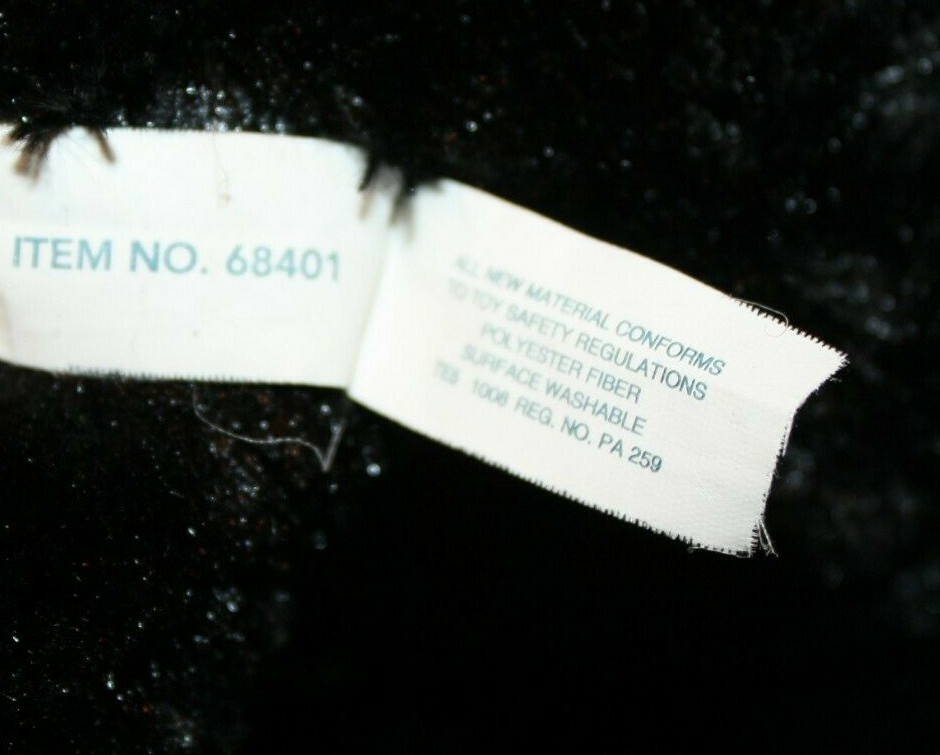 ITEM NO. 68401
ALL NEW MATERIAL CONFORMS
TO TOY SAFETY REGULATIONS
POLYESTER FIBER
SURFACE WASHABLE
1008 REG. NO. PA 259